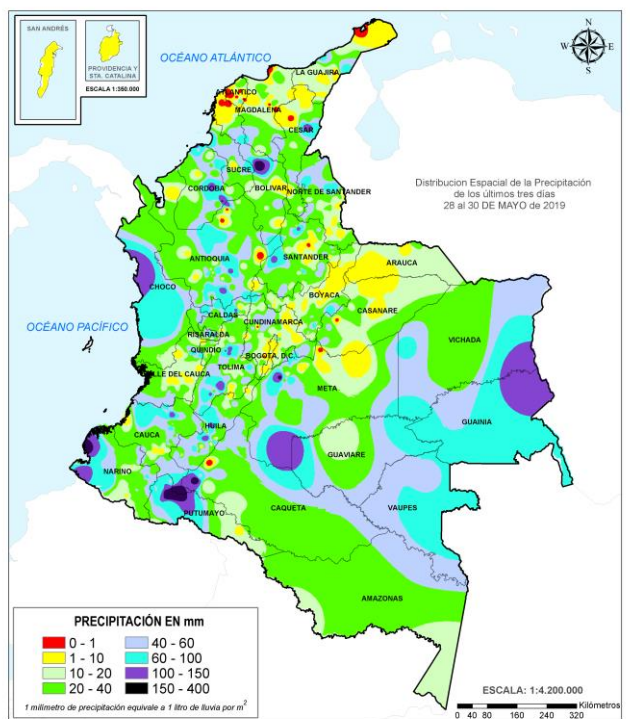 SAN ANDRÉS
PROVIDENCIA Y
STA. CATALINA
ESCALA 1:350.000
OCÉANO ATLÁNTICO
N
W
E
S
LA GUAJIRA
ATLANTICO
MAGDALENA
CESAR
SUCRE
CORDOBA
BOLIVAR
NORTE DE SANTANDER
Distribucion Espacial de la Precipitación
de los últimos tres días
28 al 30 DE MAYO de 2019
ANTIOQUIA
SANTANDER
ARAUCA
CHOCO
BOYACA
CASANARE
OCÉANO PACÍFICO
CALDAS
CUNDINAMARCA
RISARALDA
VICHADA
QUINDIO
BOGOTA, D.C.
VALLE DEL CAUCA
TOLIMA
META
GUAINIA
CAUCA
HUILA
GUAVIARE
NARIÑO
CAQUETA
VAUPES
PUTUMAYO
AMAZONAS
PRECIPITACIÓN EN mm
0 - 1
40 - 60
1 - 10
60 - 100
10 - 20
100 - 150
20 - 40
150 - 400
1 milimetro de precipitación equivale a 1 litro de lluvia por m2
ESCALA: 1:4.200.000
Kilómetros
0 40 80 160 240 320